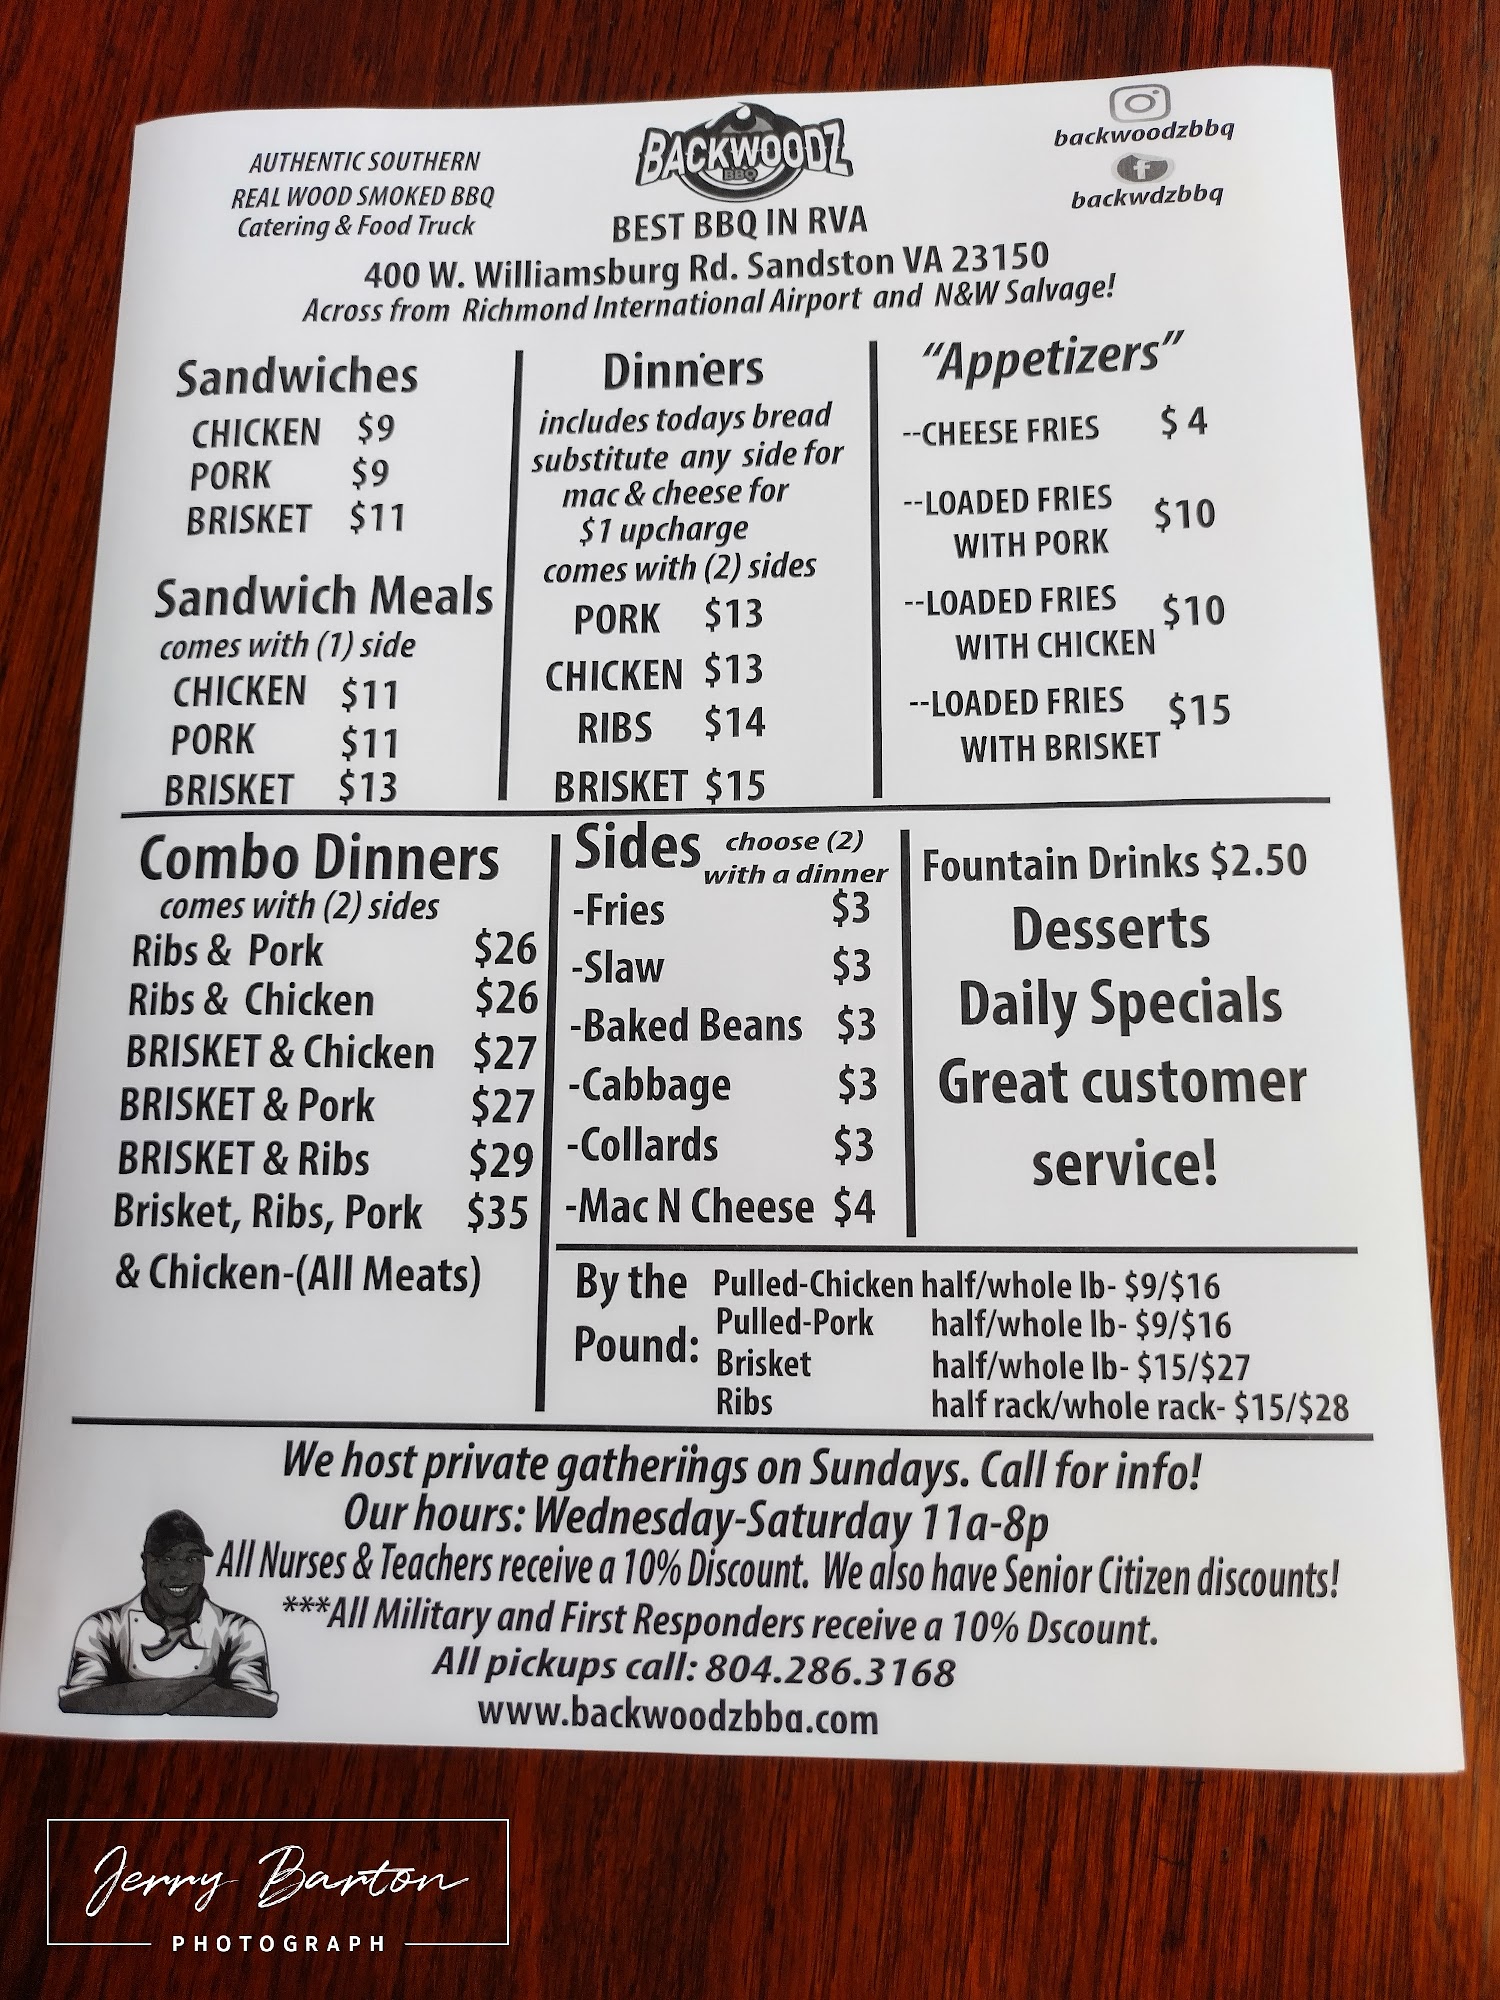 AUTHENTIC SOUTHERN
REAL WOOD SMOKED BBQ
Catering & Food Truck
BACKWOODZ
BBQ
BEST BBQ IN RVA
backwoodzbbq
f
backwdzbbq
400 W. Williamsburg Rd. Sandston VA 23150
Across from Richmond International Airport and N&W Salvage!
Sandwiches
CHICKEN $9
PORK $9
BRISKET $11
Sandwich Meals
comes with (1) side
CHICKEN $11
PORK $11
BRISKET $13
Dinners
includes todays bread
substitute any side for
mac & cheese for
$1 upcharge
comes with (2) sides
PORK $13
CHICKEN $13
RIBS $14
BRISKET $15
"Appetizers"
--CHEESE FRIES $ 4
--LOADED FRIES
WITH PORK $10
--LOADED FRIES
WITH CHICKEN $10
--LOADED FRIES
WITH BRISKET $15
Combo Dinners
comes with (2) sides
Ribs & Pork $26
Ribs & Chicken $26
BRISKET & Chicken $27
BRISKET & Pork $27
BRISKET & Ribs $29
Brisket, Ribs, Pork $35
& Chicken-(All Meats)
Sides choose (2)
with a dinner
-Fries $3
-Slaw $3
-Baked Beans $3
-Cabbage $3
-Collards $3
-Mac N Cheese $4
Fountain Drinks $2.50
Desserts
Daily Specials
Great customer
service!
By the
Pound:
Pulled-Chicken half/whole lb- $9/$16
Pulled-Pork half/whole lb- $9/$16
Brisket half/whole lb- $15/$27
Ribs half rack/whole rack- $15/$28
We host private gatherings on Sundays. Call for info!
Our hours: Wednesday-Saturday 11a-8p
All Nurses & Teachers receive a 10% Discount. We also have Senior Citizen discounts!
***All Military and First Responders receive a 10% Dscount.
All pickups call: 804.286.3168
www.backwoodzbbq.com
Jerry Barton
PHOTOGRAPH